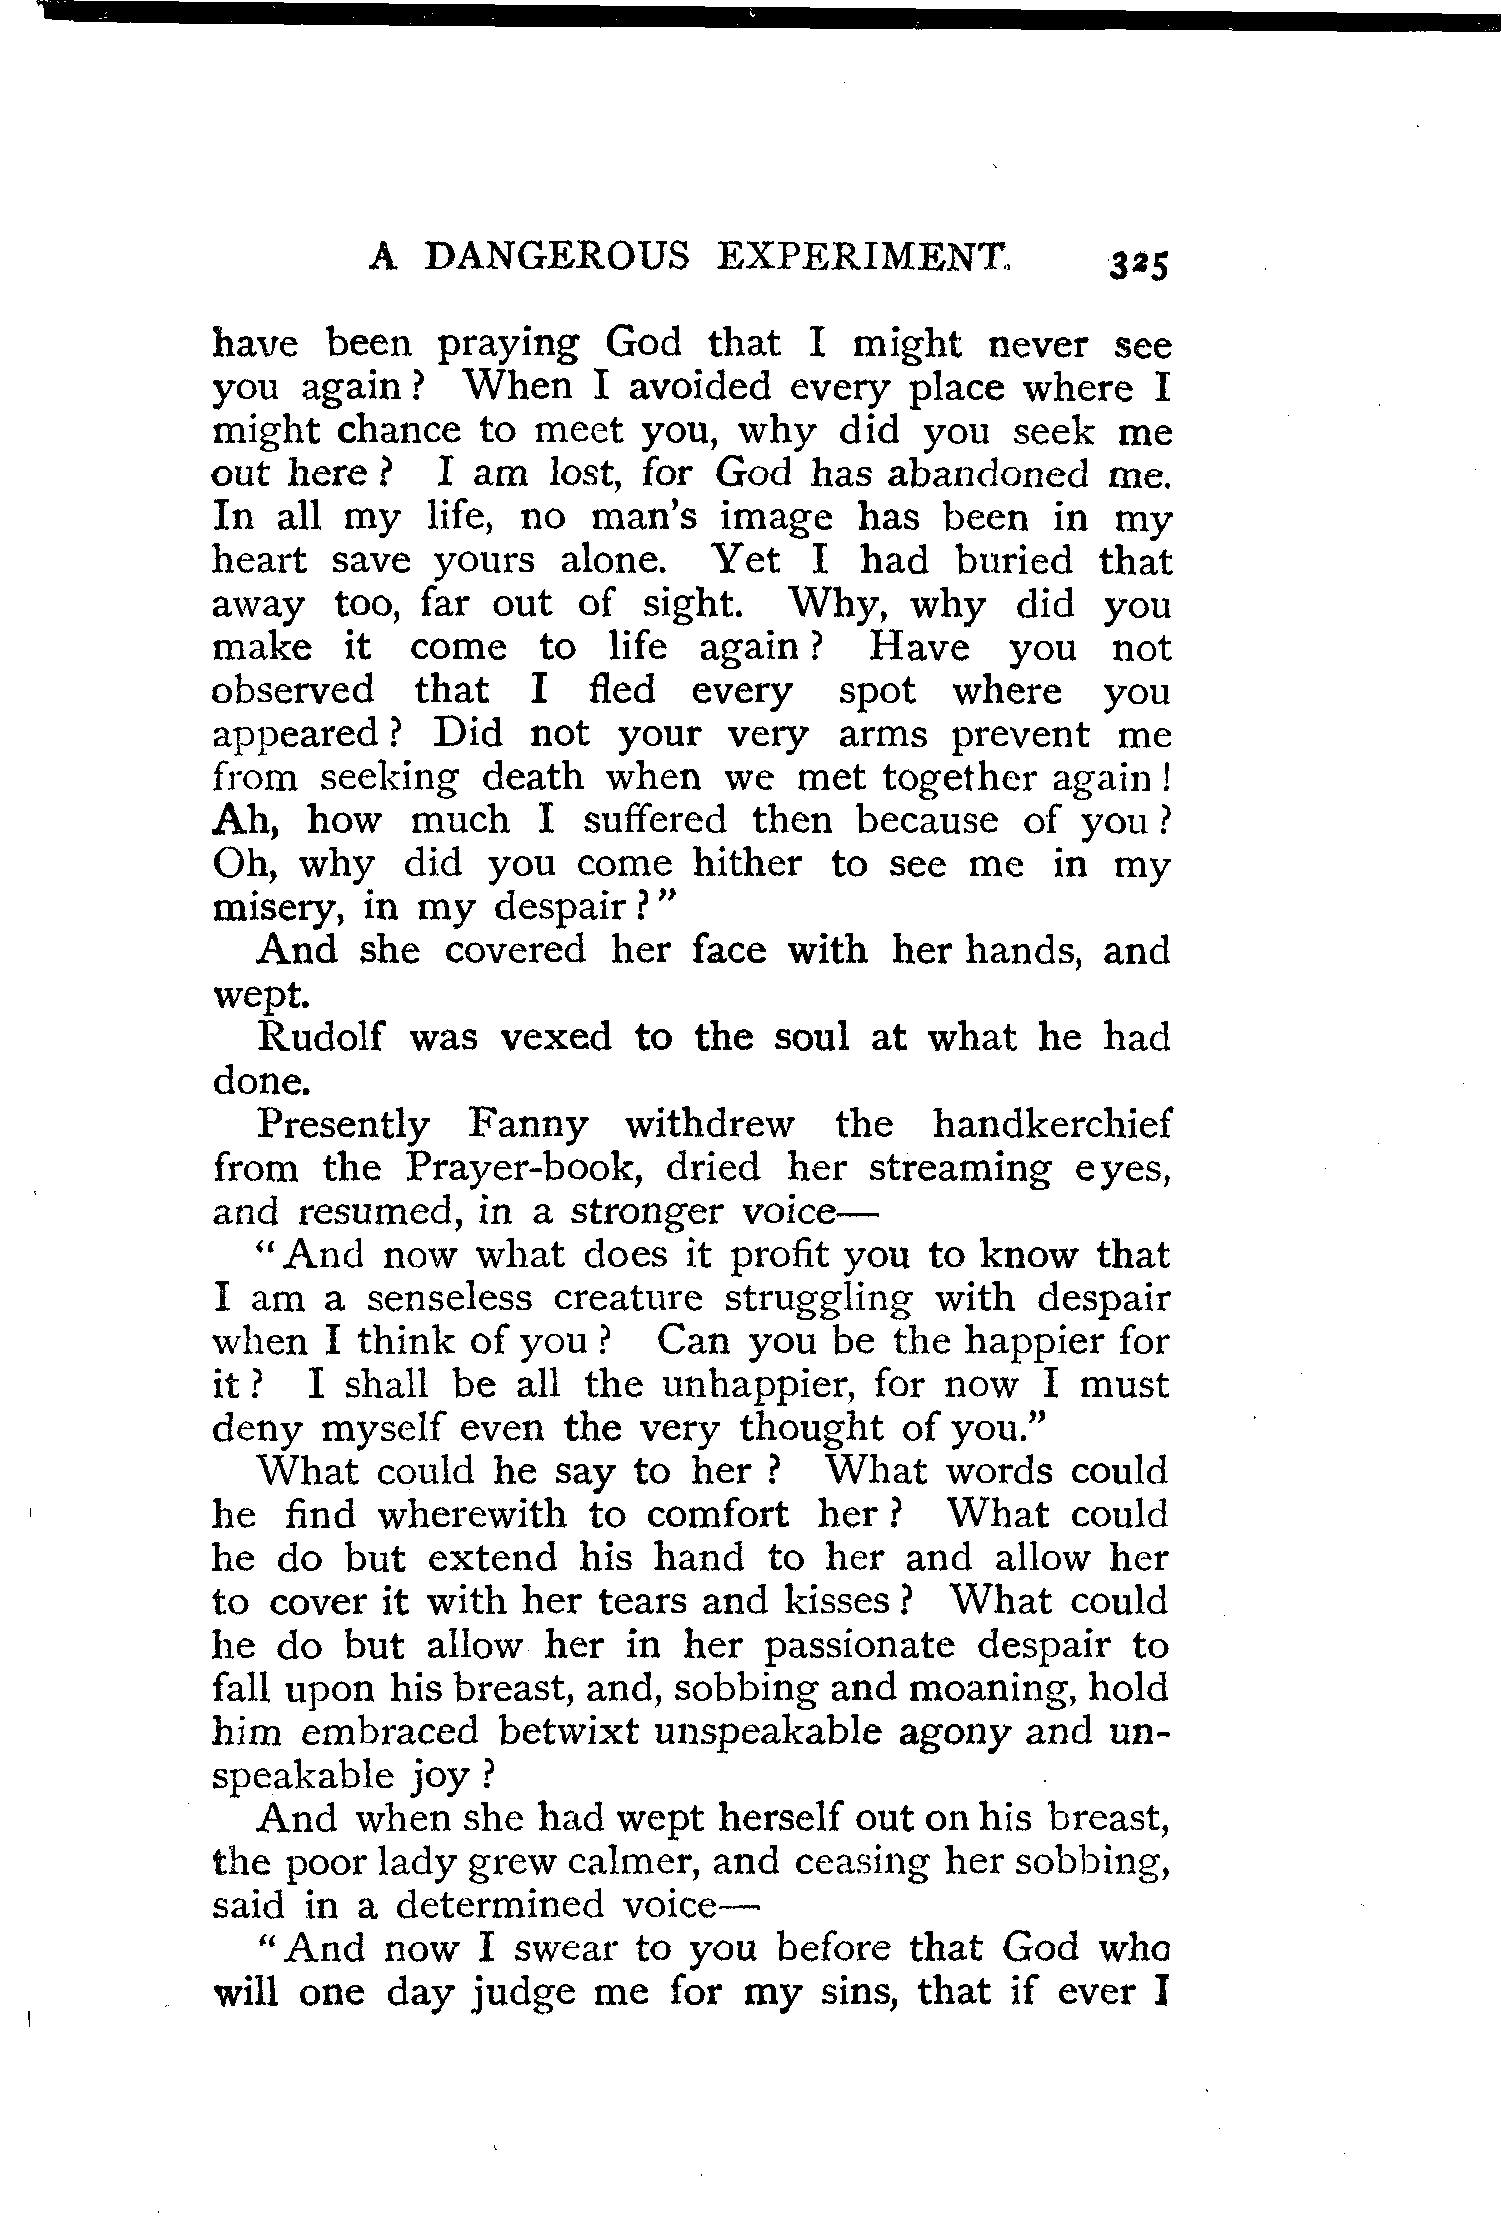 A DANGEROUS EXPERIMENT. 325
have been praying God that I might never see
you again? When I avoided every place where I
might chance to meet you, why did you seek me
out here? I am lost, for God has abandoned me.
In all my life, no man's image has been in my
heart save yours alone. Yet I had buried that
away too, far out of sight. Why, why did you
make it come to life again? Have you not
observed that I fled every spot where you
appeared? Did not your very arms prevent me
from seeking death when we met together again!
Ah, how much I suffered then because of you?
Oh, why did you come hither to see me in my
misery, in my despair?"
And she covered her face with her hands, and
wept.
Rudolf was vexed to the soul at what he had
done.
Presently Fanny withdrew the handkerchief
from the Prayer-book, dried her streaming eyes,
and resumed, in a stronger voice—
"And now what does it profit you to know that
I am a senseless creature struggling with despair
when I think of you? Can you be the happier for
it? I shall be all the unhappier, for now I must
deny myself even the very thought of you."
What could he say to her? What words could
he find wherewith to comfort her? What could
he do but extend his hand to her and allow her
to cover it with her tears and kisses? What could
he do but allow her in her passionate despair to
fall upon his breast, and, sobbing and moaning, hold
him embraced betwixt unspeakable agony and un-
speakable joy?
And when she had wept herself out on his breast,
the poor lady grew calmer, and ceasing her sobbing,
said in a determined voice—
"And now I swear to you before that God who
will one day judge me for my sins, that if ever I